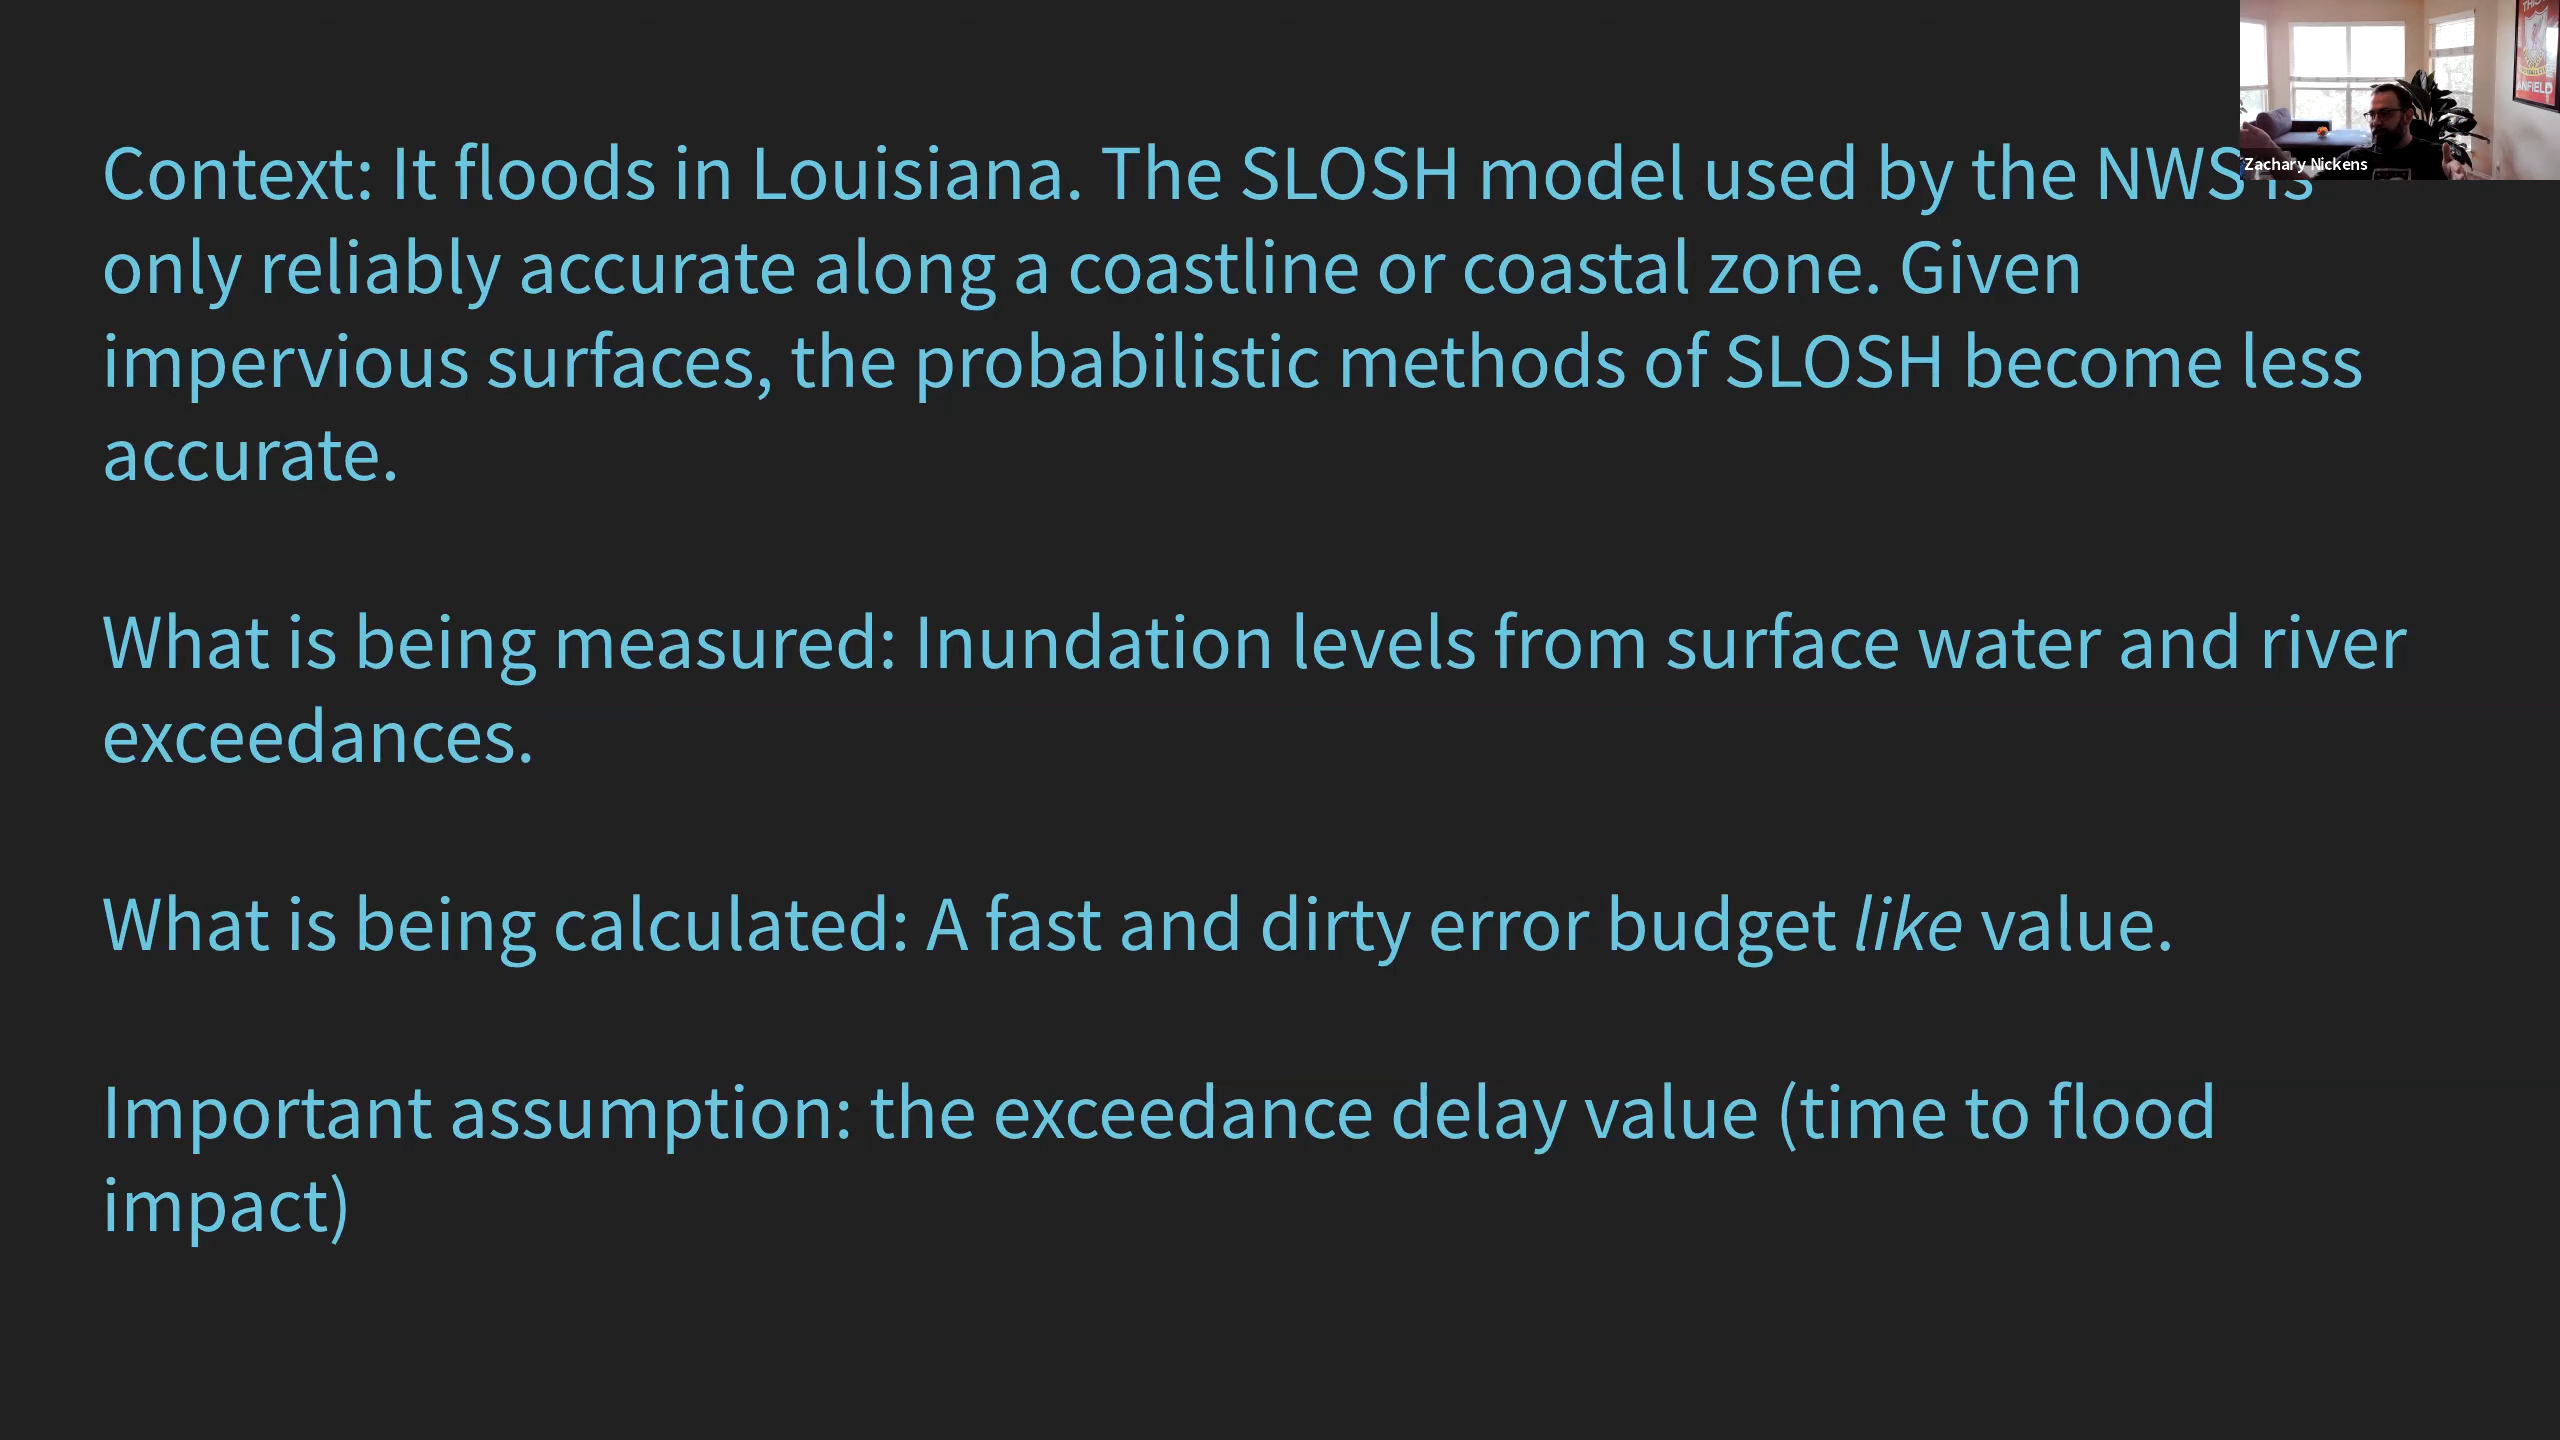 Context: It floods in Louisiana. The SLOSH model used by the NWS is
only reliably accurate along a coastline or coastal zone. Given
impervious surfaces, the probabilistic methods of SLOSH become less
accurate.
What is being measured: Inundation levels from surface water and river
exceedances.
What is being calculated: A fast and dirty error budget like value.
Important assumption: the exceedance delay value (time to flood
impact)
Zachary Nickens
THIS
ANFIELD